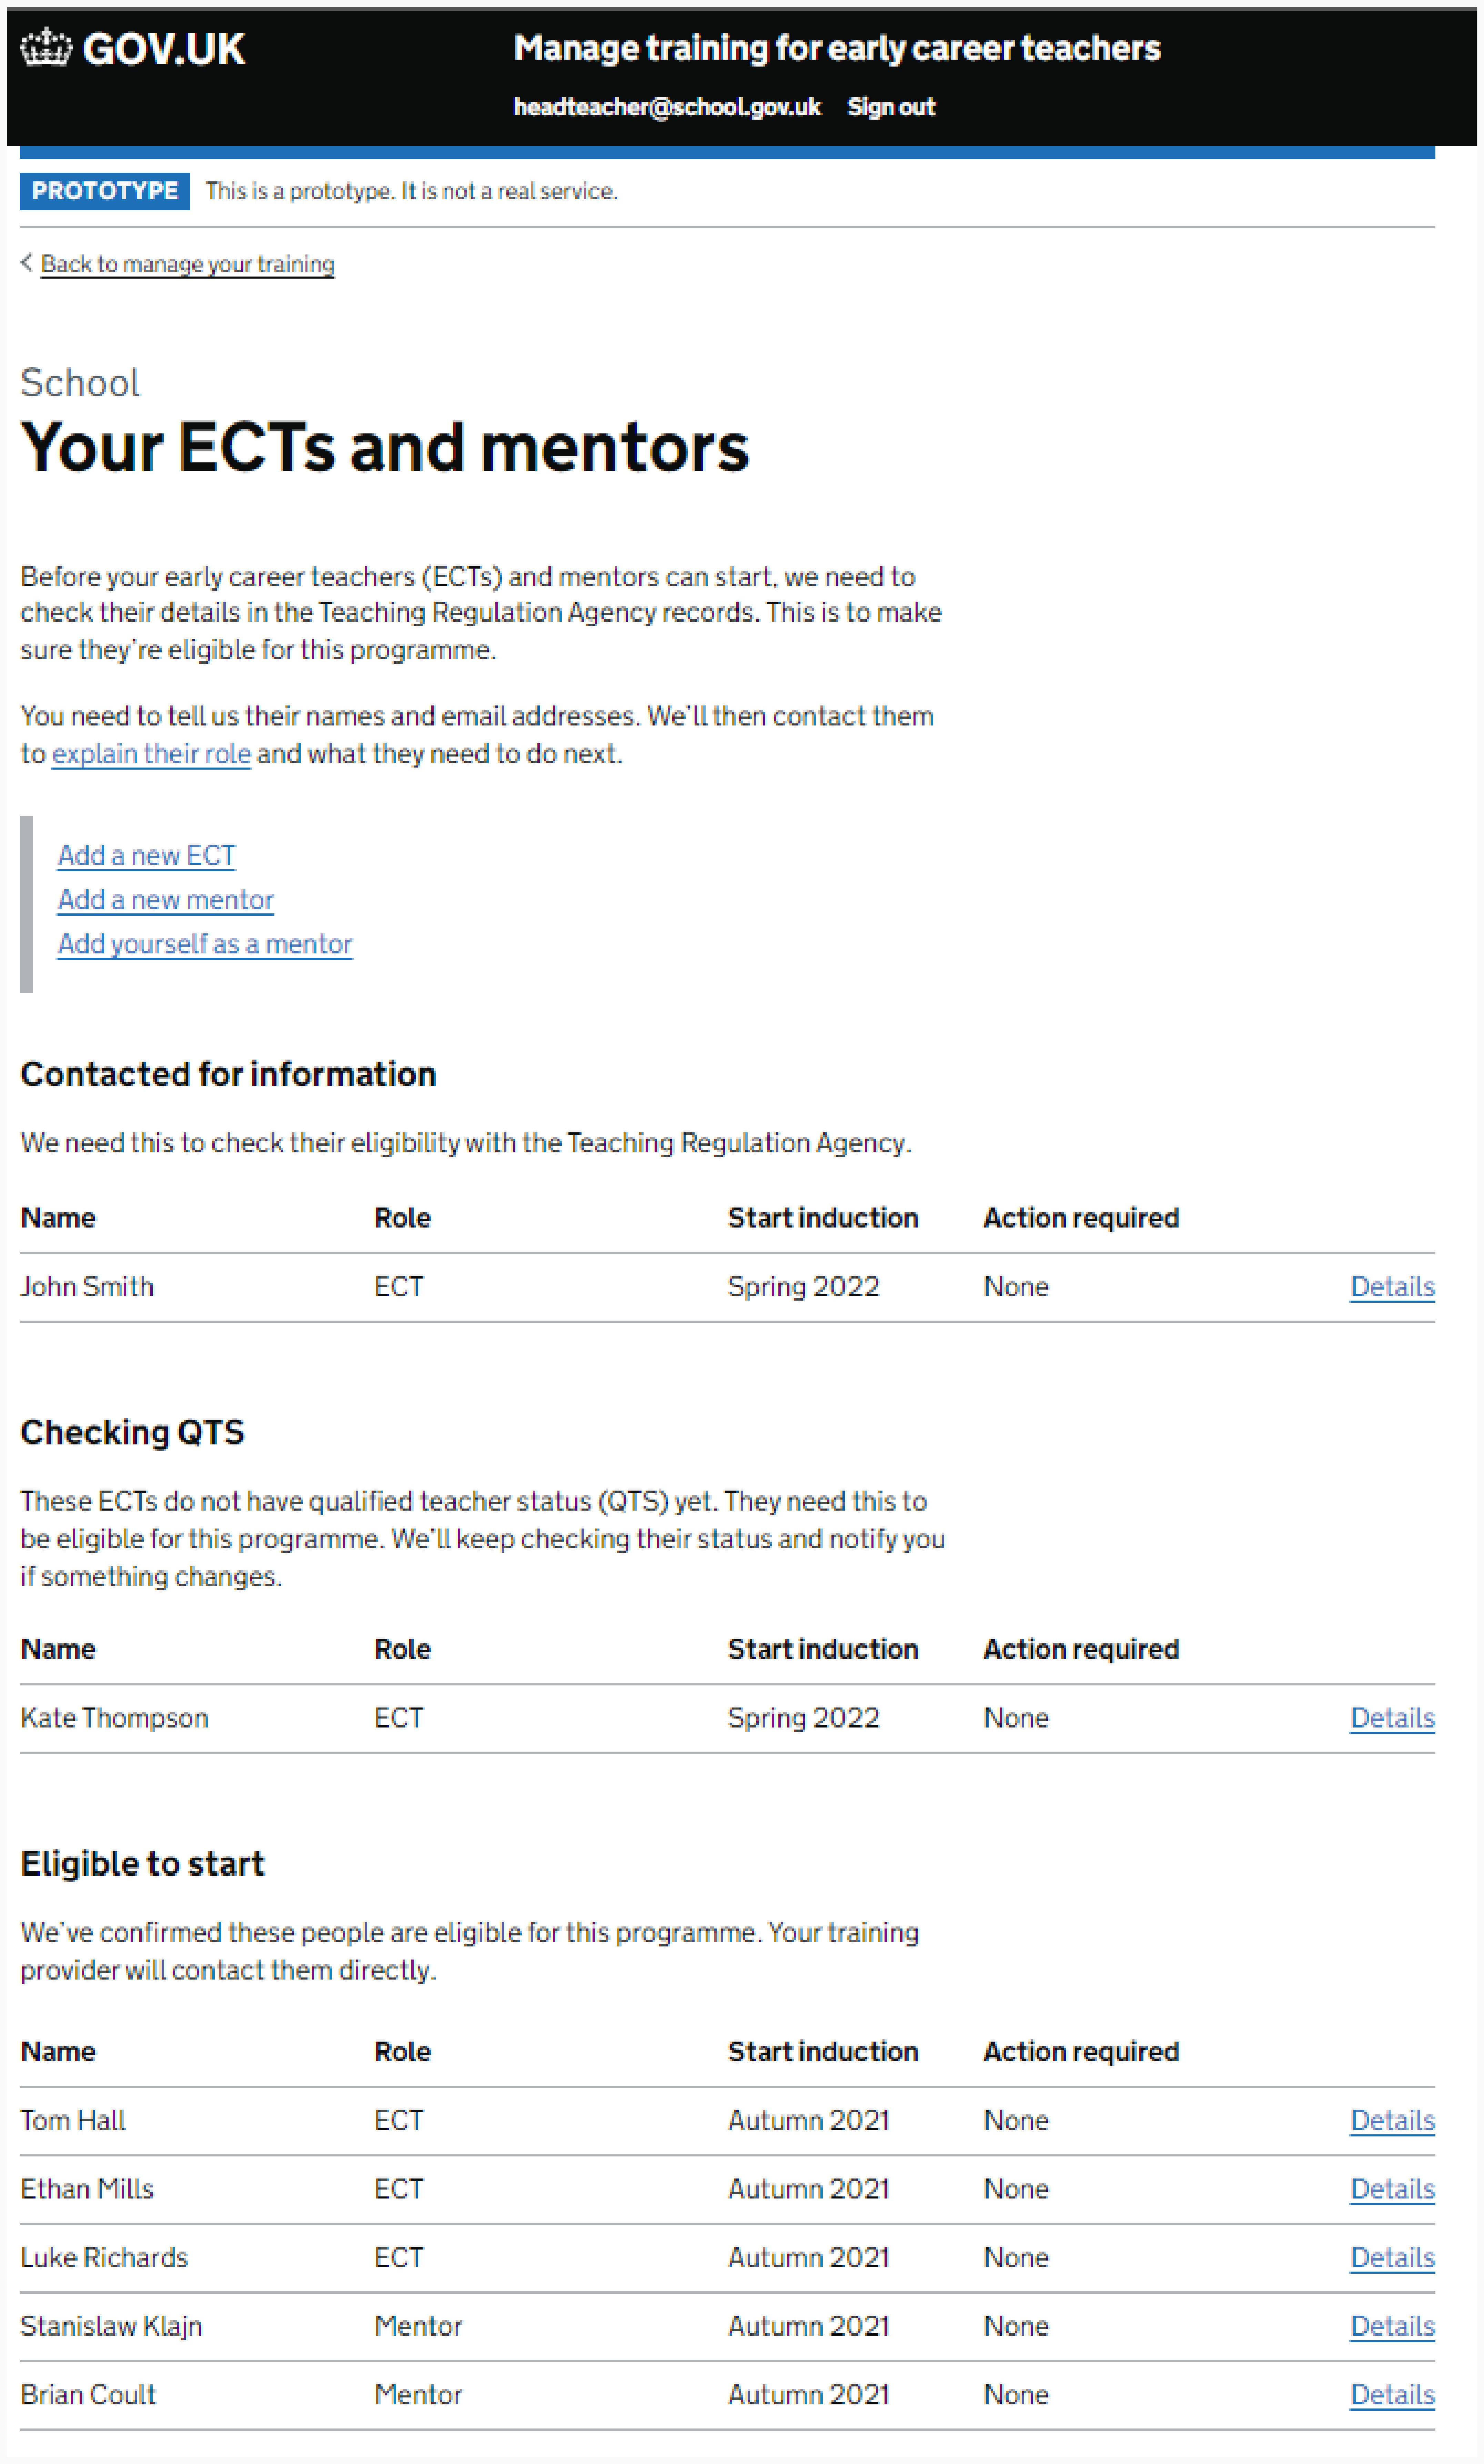 GOV.UK
Manage training for early career teachers
headteacher@school.gov.uk Sign out
PROTOTYPE This is a prototype. It is not a real service.
Back to manage your training
School
Your ECTs and mentors
Before your early career teachers (ECTs) and mentors can start, we need to
check their details in the Teaching Regulation Agency records. This is to make
sure they're eligible for this programme.
You need to tell us their names and email addresses. We'll then contact them
to explain their role and what they need to do next.
Add a new ECT
Add a new mentor
Add yourself as a mentor
Contacted for information
We need this to check their eligibility with the Teaching Regulation Agency.
Name Role Start induction Action required
John Smith ECT Spring 2022 None Details
Checking QTS
These ECTs do not have qualified teacher status (QTS) yet. They need this to
be eligible for this programme. We'll keep checking their status and notify you
if something changes.
Name Role Start induction Action required
Kate Thompson ECT Spring 2022 None Details
Eligible to start
We've confirmed these people are eligible for this programme. Your training
provider will contact them directly.
Name Role Start induction Action required
Tom Hall ECT Autumn 2021 None Details
Ethan Mills ECT Autumn 2021 None Details
Luke Richards ECT Autumn 2021 None Details
Stanislaw Klajn Mentor Autumn 2021 None Details
Brian Coult Mentor Autumn 2021 None Details